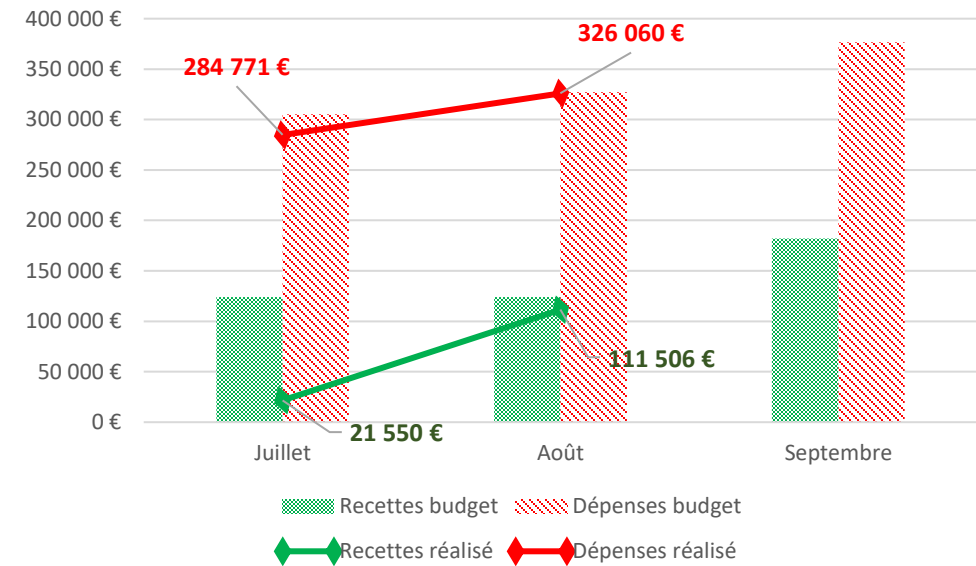 400 000 €
326 060 €
350 000 €
284 771 €
300 000 €
250 000 €
200 000 €
150 000 €
100 000 €
111 506 €
50 000 €
0 €
21 550 €
Juillet Août Septembre
Recettes budget Dépenses budget
Recettes réalisé Dépenses réalisé